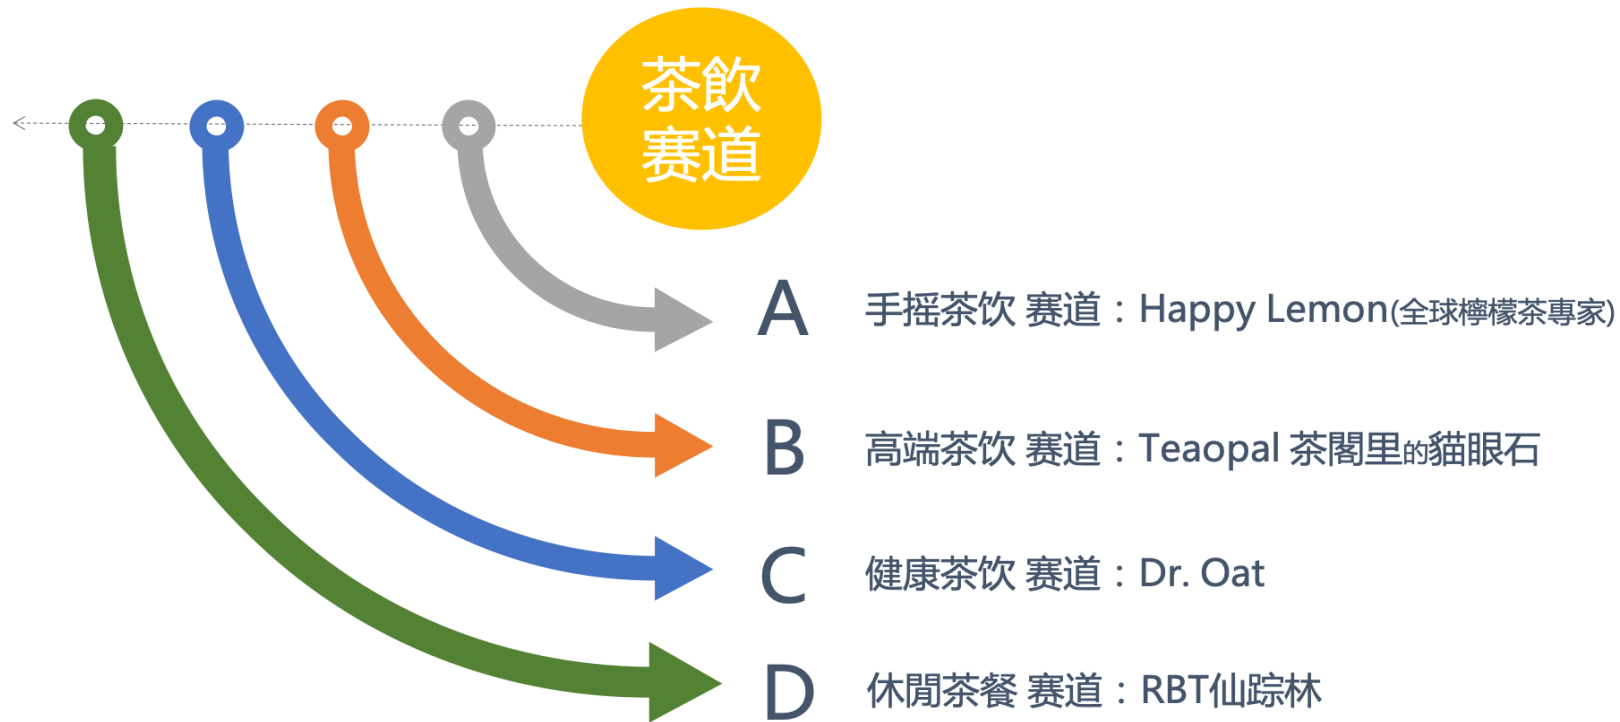 茶飲
赛道
A 手摇茶饮 赛道：Happy Lemon(全球檸檬茶專家)
B 高端茶饮 赛道：Teaopal 茶閣里的貓眼石
C 健康茶饮 赛道：Dr. Oat
D 休閒茶餐 赛道：RBT仙踪林